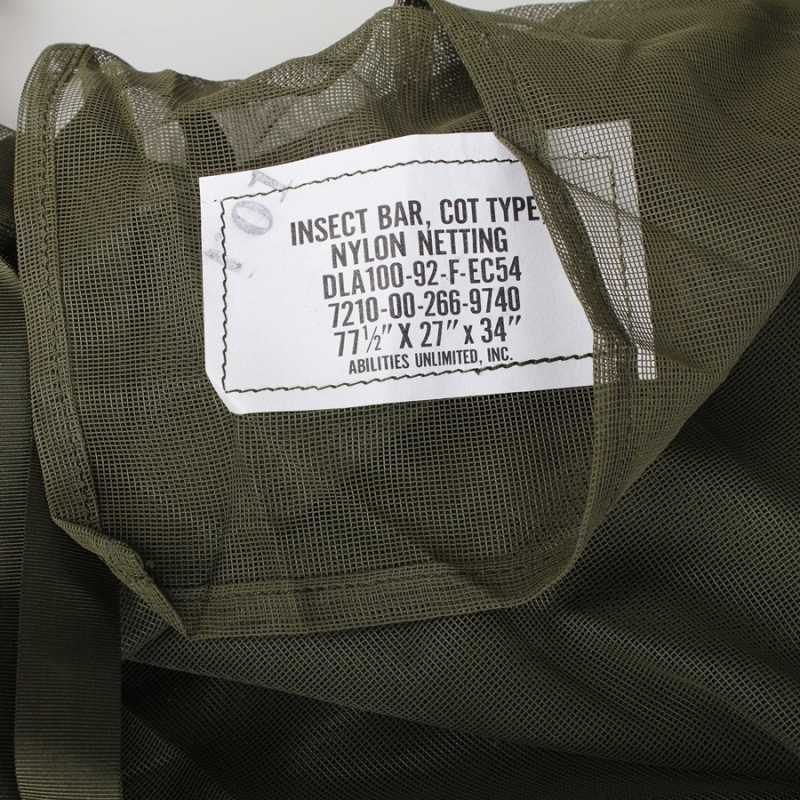 INSECT BAR, COT TYPE,
NYLON NETTING
DLA100-92-F-EC54
7210-00-266-9740
77½" X 27" x 34"
ABILITIES UNLIMITED, INC.